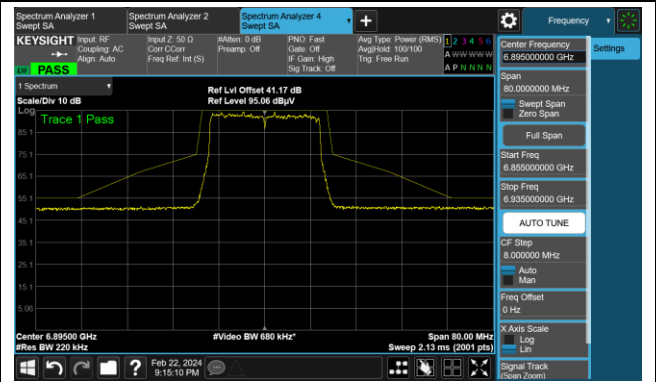 Spectrum Analyzer 1
Swept SA
Spectrum Analyzer 2
Swept SA
Spectrum Analyzer 4
Swept SA
Frequency
KEYSIGHT
Input: RF
Coupling: AC
Align: Auto
Input Z: 50 Ω
Corr CCorr
Freq Ref: Int (S)
#Atten: 0 dB
Preamp: Off
PNO: Fast
Gate: Off
IF Gain: High
Sig Track: Off
Avg Type: Power (RMS)
Avg|Hold: 100/100
Trig: Free Run
1 2 3 4 5 6
A W W W W W
A P N N N N
LXI
PASS
1 Spectrum
Scale/Div 10 dB
Ref Lvl Offset 41.17 dB
Ref Level 95.06 dBµV
Log
Trace 1 Pass
85.1
75.1
65.1
55.1
45.1
35.1
25.1
15.1
5.06
Center 6.89500 GHz
#Res BW 220 kHz
#Video BW 680 kHz*
Span 80.00 MHz
Sweep 2.13 ms (2001 pts)
Feb 22, 2024
9:15:10 PM
Center Frequency
6.895000000 GHz
Settings
Span
80.0000000 MHz
Swept Span
Zero Span
Full Span
Start Freq
6.855000000 GHz
Stop Freq
6.935000000 GHz
AUTO TUNE
CF Step
8.000000 MHz
Auto
Man
Freq Offset
0 Hz
X Axis Scale
Log
Lin
Signal Track
(Span Zoom)